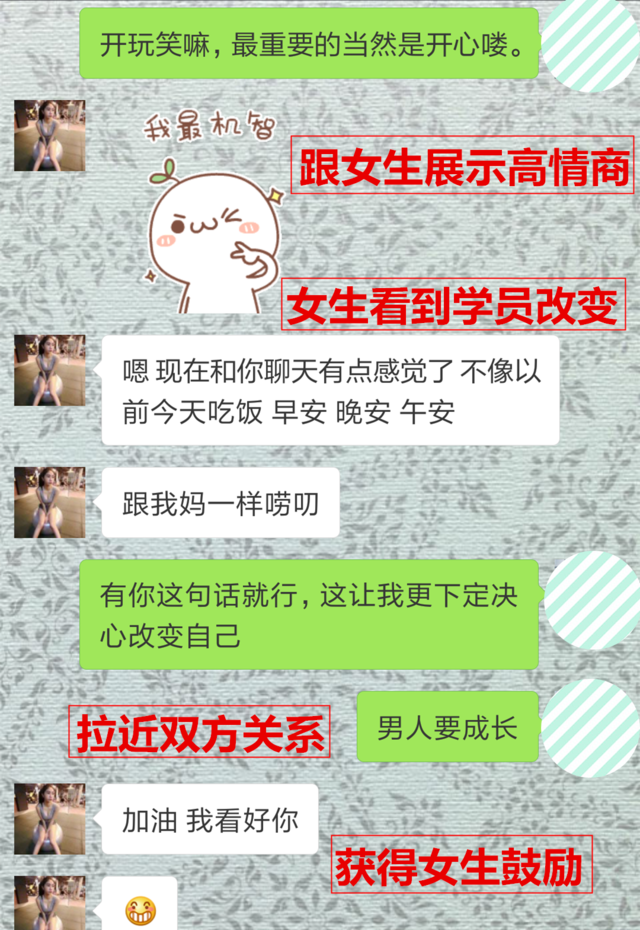 开玩笑嘛，最重要的当然是开心喽。
我最机智
跟女生展示高情商
女生看到学员改变
嗯 现在和你聊天有点感觉了 不像以
前今天吃饭 早安 晚安 午安
跟我妈一样唠叨
有你这句话就行，这让我更下定决
心改变自己
拉近双方关系
男人要成长
加油 我看好你
获得女生鼓励